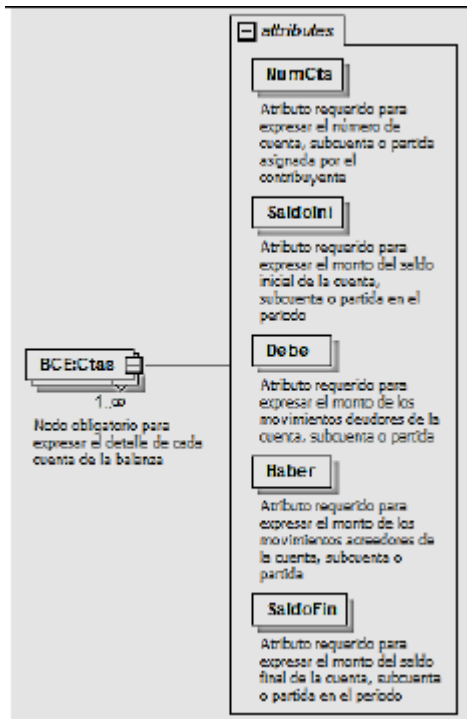 attributes
NumCta
Atributo requerido para
expresar el número de
cuenta, subcuenta o partida
asignada por el
contribuyente
SaldoIni
Atributo requerido para
expresar el monto del saldo
inicial de la cuenta,
subcuenta o partida en el
periodo
BCE:Ctas
1..∞
Nodo obligatorio para
expresar el detalle de cada
cuenta de la balanza
Debe
Atributo requerido para
expresar el monto de los
movimientos deudores de la
cuenta, subcuenta o partida
Haber
Atributo requerido para
expresar el monto de los
movimientos acreedores de
la cuenta, subcuenta o
partida
SaldoFin
Atributo requerido para
expresar el monto del saldo
final de la cuenta, subcuenta
o partida en el periodo